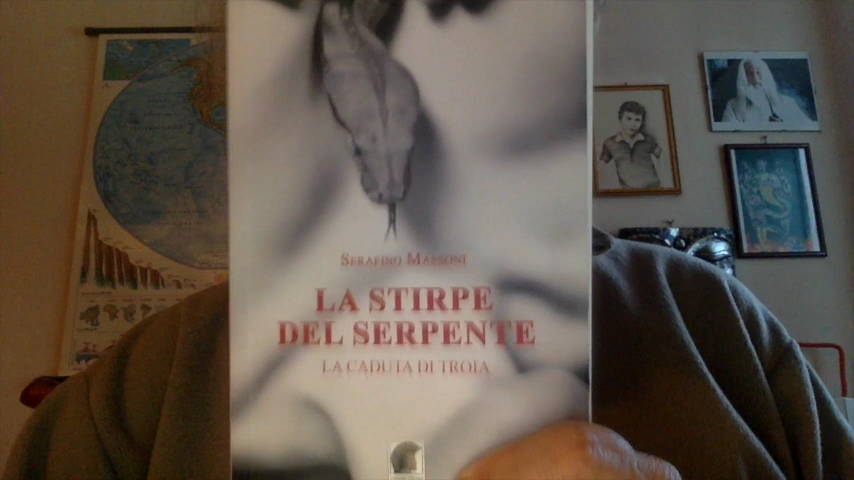 SERAFINO MASSONI
LA STIRPE
DEL SERPENTE
LA CADUTA DI TROIA